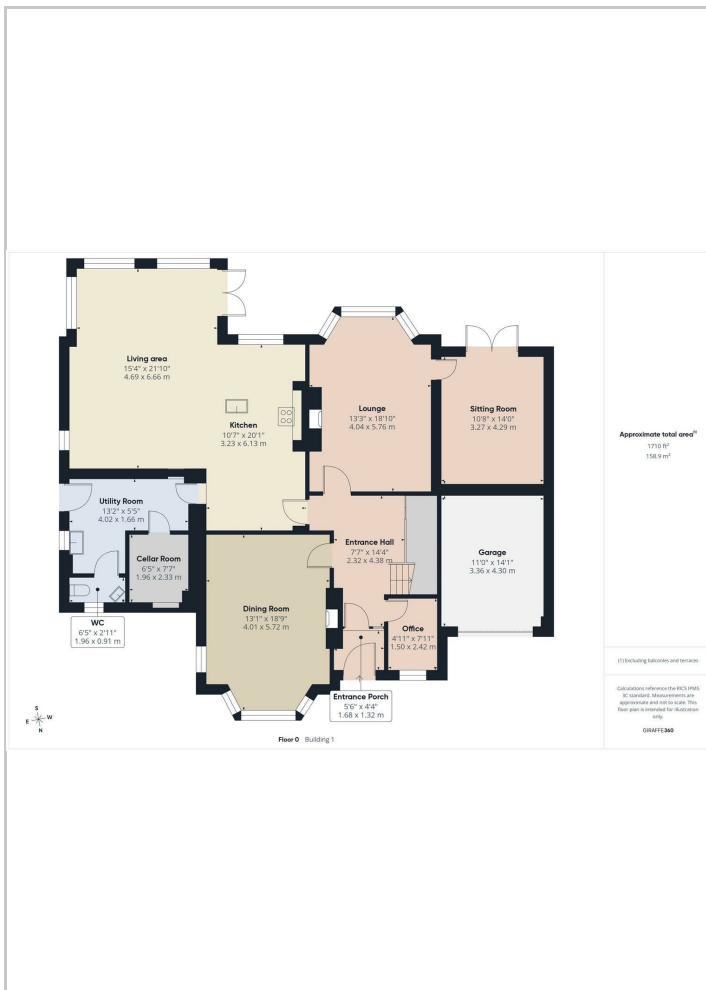 Living area
15'4" x 21'10"
4.69 x 6.66 m
Kitchen
10'7" x 20'1"
3.23 x 6.13 m
Lounge
13'3" x 18'10"
4.04 x 5.76 m
Sitting Room
10'8" x 14'0"
3.27 x 4.29 m
Utility Room
13'2" x 5'5"
4.02 x 1.66 m
Cellar Room
6'5" x 7'7"
1.96 x 2.33 m
Entrance Hall
7'7" x 14'4"
2.32 x 4.38 m
Garage
11'0" x 14'1"
3.36 x 4.30 m
WC
6'5" x 2'11"
1.96 x 0.91 m
Dining Room
13'1" x 18'9"
4.01 x 5.72 m
Office
4'11" x 7'11"
1.50 x 2.42 m
Entrance Porch
5'6" x 4'4"
1.68 x 1.32 m
S
E W
N
Floor 0 Building 1
Approximate total area(1)
1710 ft²
158.9 m²
(1) Excluding balconies and terraces
Calculations reference the RICS IPMS
3C standard. Measurements are
approximate and not to scale. This
floor plan is intended for illustration
only.
GIRAFFE360